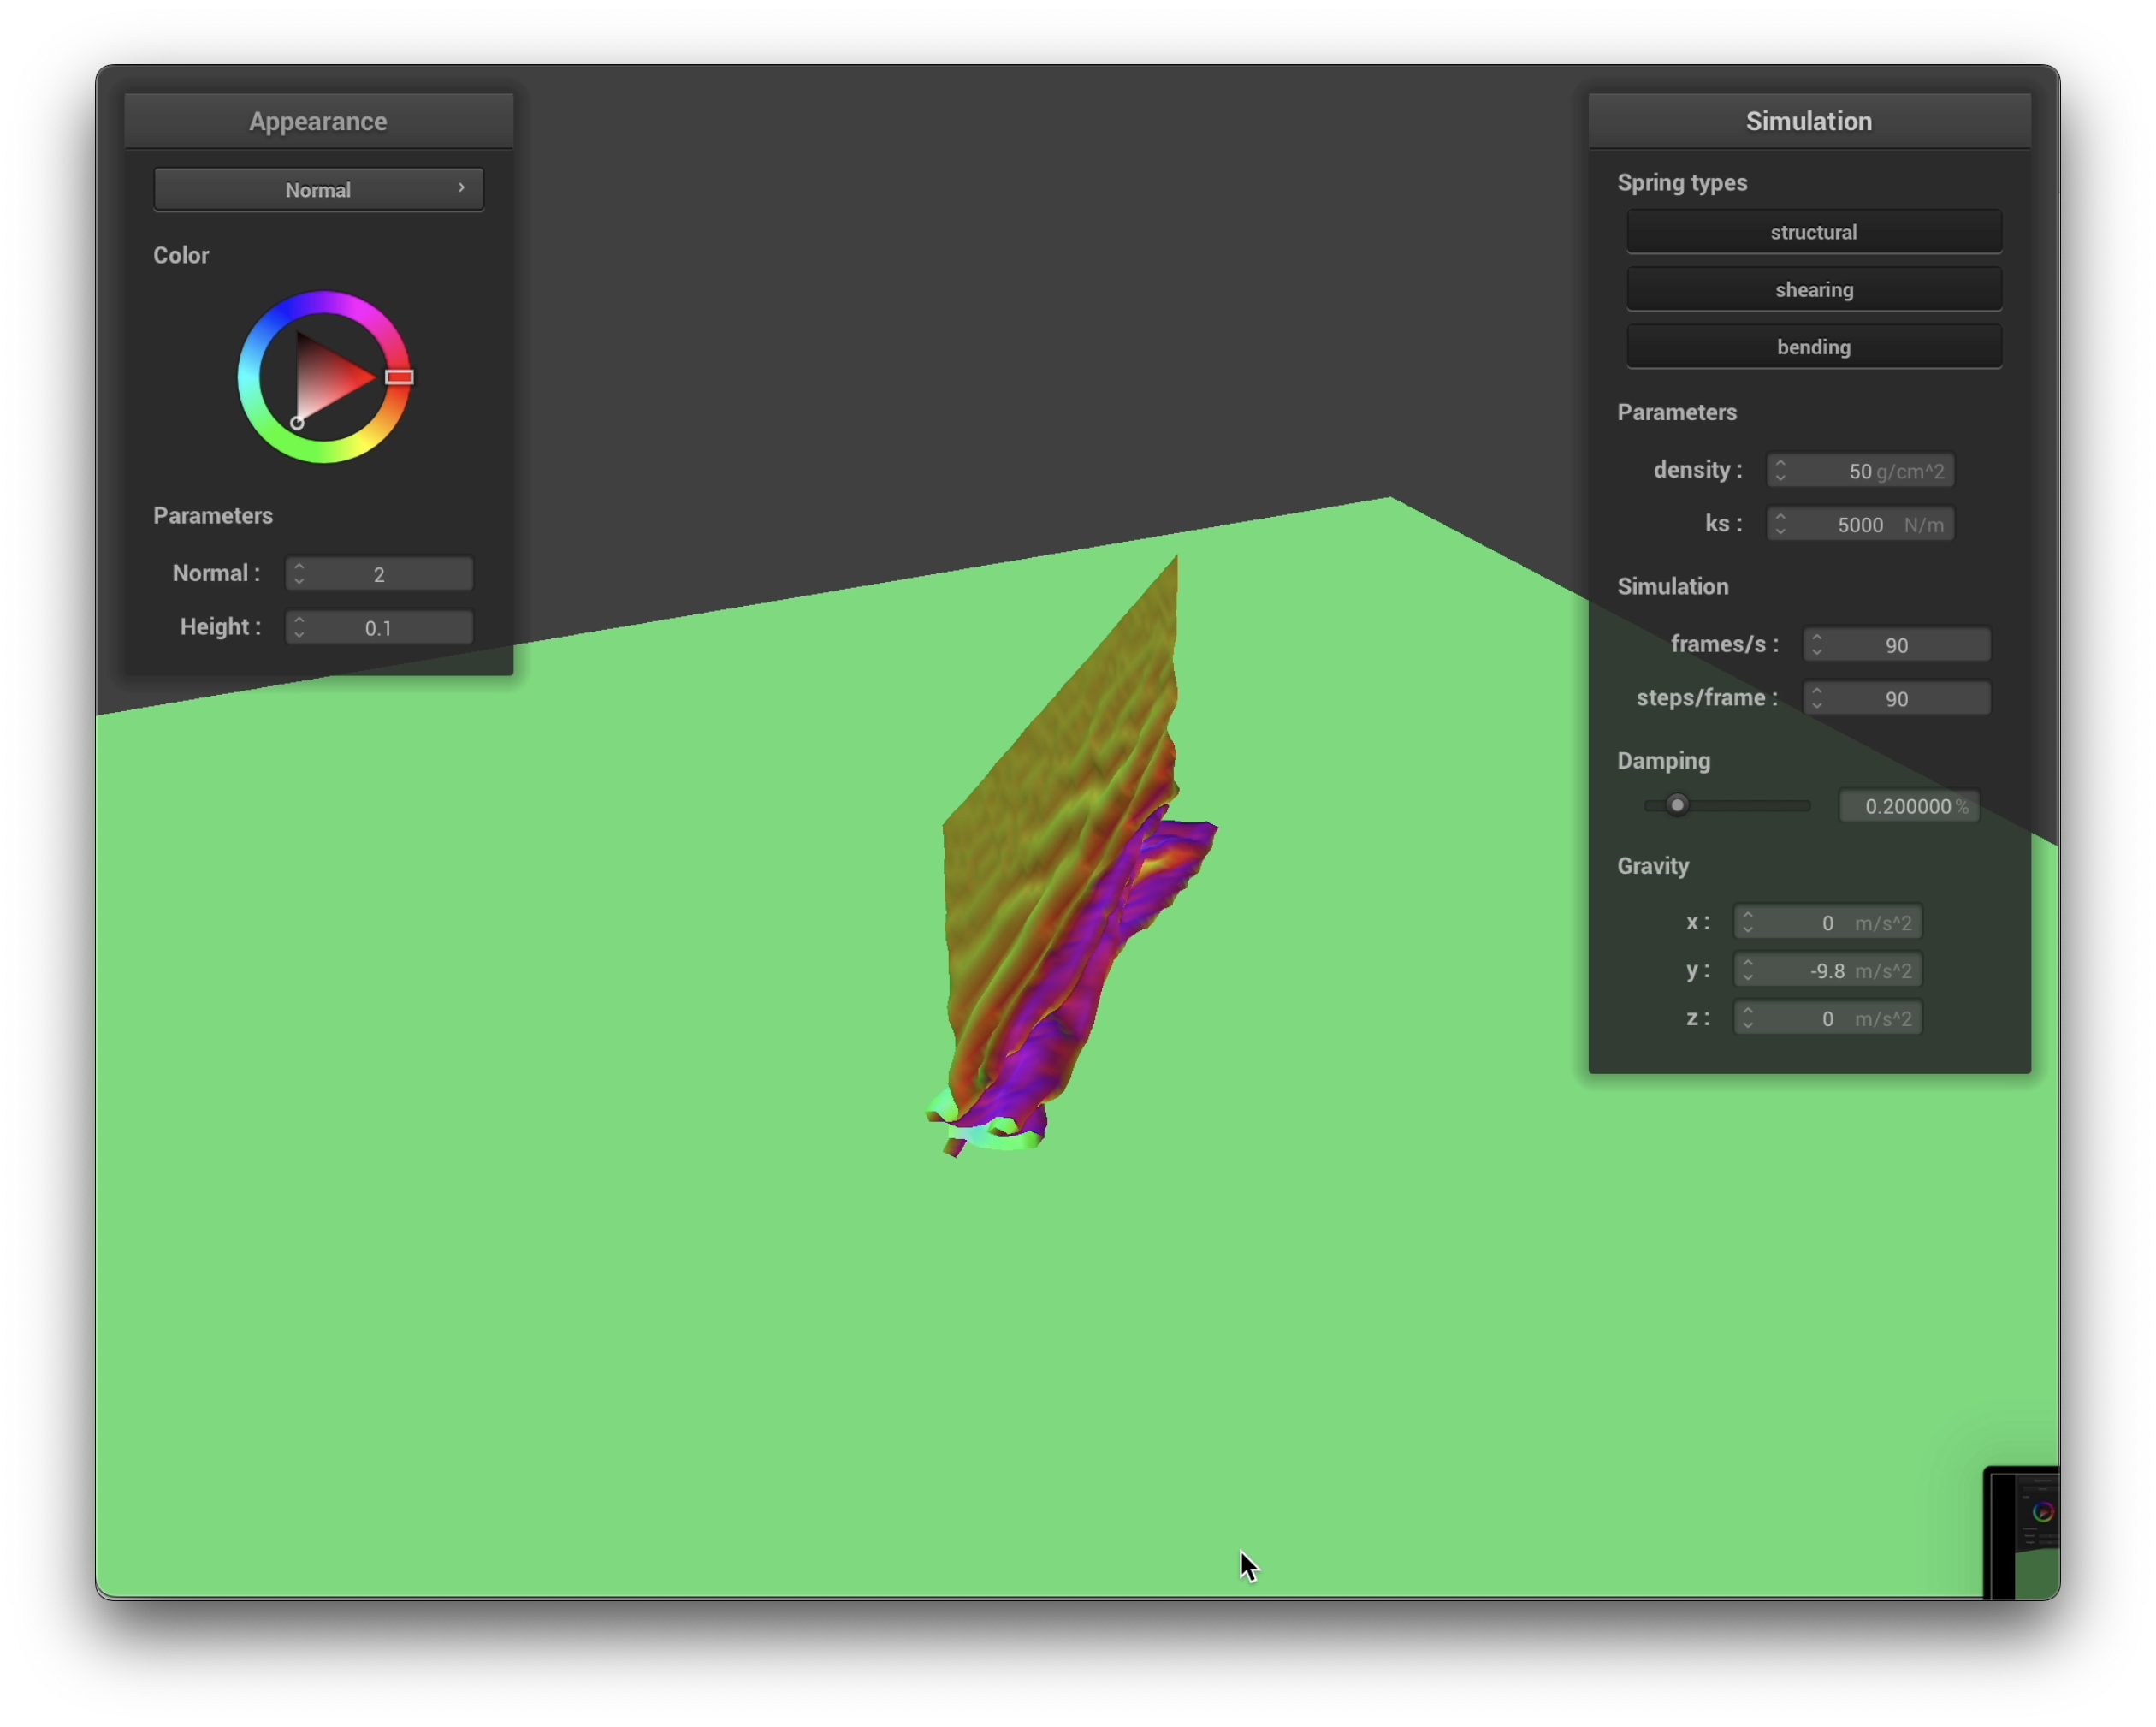 Appearance
Normal
Color
Parameters
Normal :
2
Height :
0.1
Simulation
Spring types
structural
shearing
bending
Parameters
density :
50 g/cm^2
ks :
5000 N/m
Simulation
frames/s :
90
steps/frame :
90
Damping
0.200000 %
Gravity
x :
0 m/s^2
y :
-9.8 m/s^2
z :
0 m/s^2